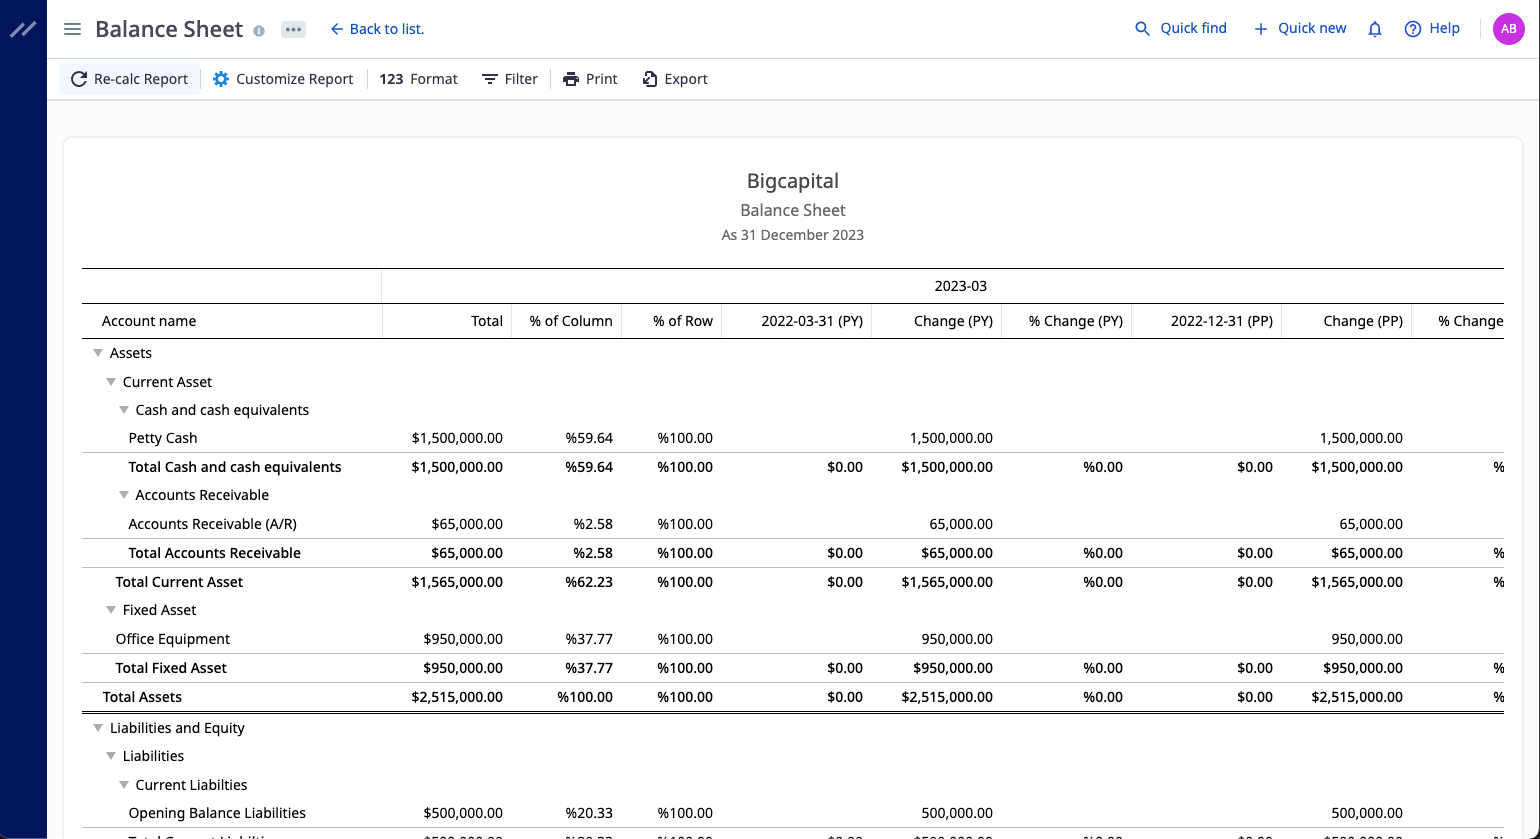 Balance Sheet ••• Back to list. Quick find Quick new Help AB
Re-calc Report Customize Report 123 Format Filter Print Export
Bigcapital
Balance Sheet
As 31 December 2023
2023-03
Account name Total % of Column % of Row 2022-03-31 (PY) Change (PY) % Change (PY) 2022-12-31 (PP) Change (PP) % Change
Assets
Current Asset
Cash and cash equivalents
Petty Cash $1,500,000.00 %59.64 %100.00 1,500,000.00 1,500,000.00
Total Cash and cash equivalents $1,500,000.00 %59.64 %100.00 $0.00 $1,500,000.00 %0.00 $0.00 $1,500,000.00 %
Accounts Receivable
Accounts Receivable (A/R) $65,000.00 %2.58 %100.00 65,000.00 65,000.00
Total Accounts Receivable $65,000.00 %2.58 %100.00 $0.00 $65,000.00 %0.00 $0.00 $65,000.00 %
Total Current Asset $1,565,000.00 %62.23 %100.00 $0.00 $1,565,000.00 %0.00 $0.00 $1,565,000.00 %
Fixed Asset
Office Equipment $950,000.00 %37.77 %100.00 950,000.00 950,000.00
Total Fixed Asset $950,000.00 %37.77 %100.00 $0.00 $950,000.00 %0.00 $0.00 $950,000.00 %
Total Assets $2,515,000.00 %100.00 %100.00 $0.00 $2,515,000.00 %0.00 $0.00 $2,515,000.00 %
Liabilities and Equity
Liabilities
Current Liabilties
Opening Balance Liabilities $500,000.00 %20.33 %100.00 500,000.00 500,000.00